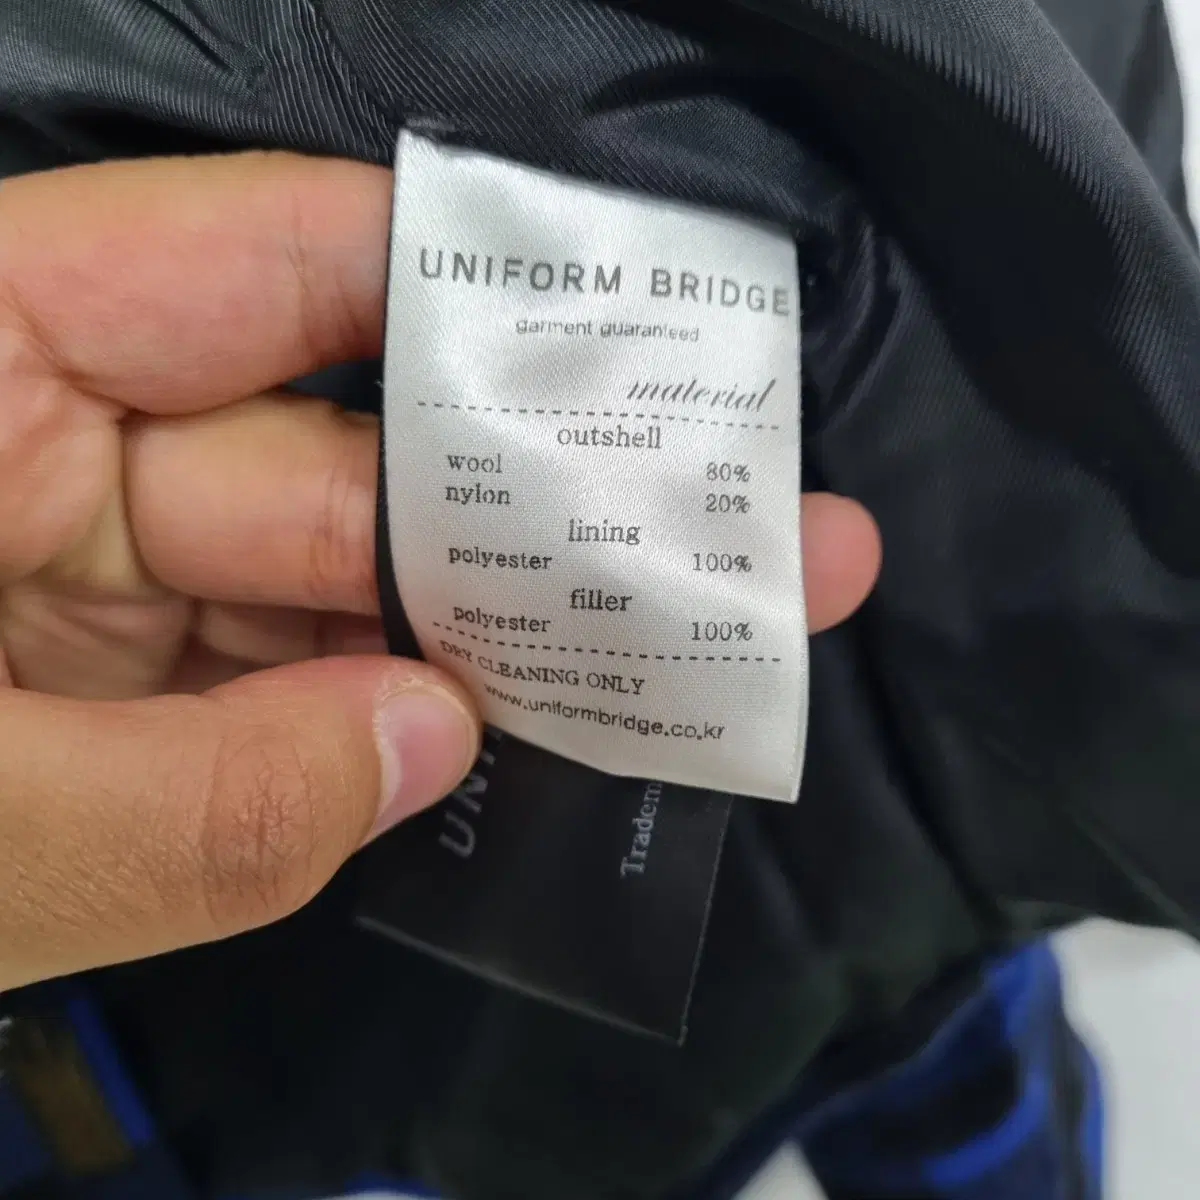 UNIFORM BRIDGE
garment guaranteed
material
outshell
wool 80%
nylon 20%
lining
polyester 100%
filler
polyester 100%
DRY CLEANING ONLY
www.uniformbridge.co.kr